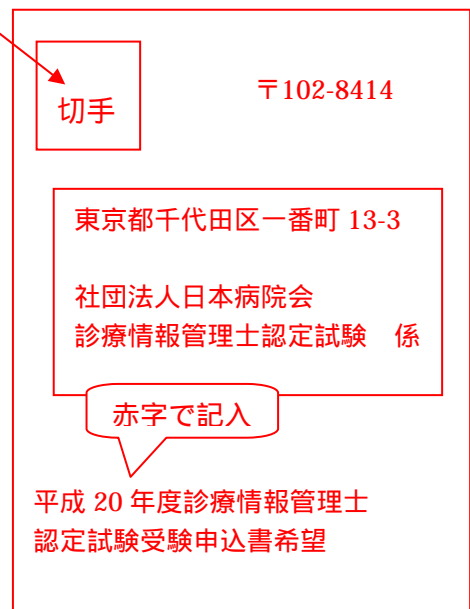 切手
〒102-8414
東京都千代田区一番町 13-3
社団法人日本病院会
診療情報管理士認定試験　係
赤字で記入
平成 20 年度診療情報管理士
認定試験受験申込書希望